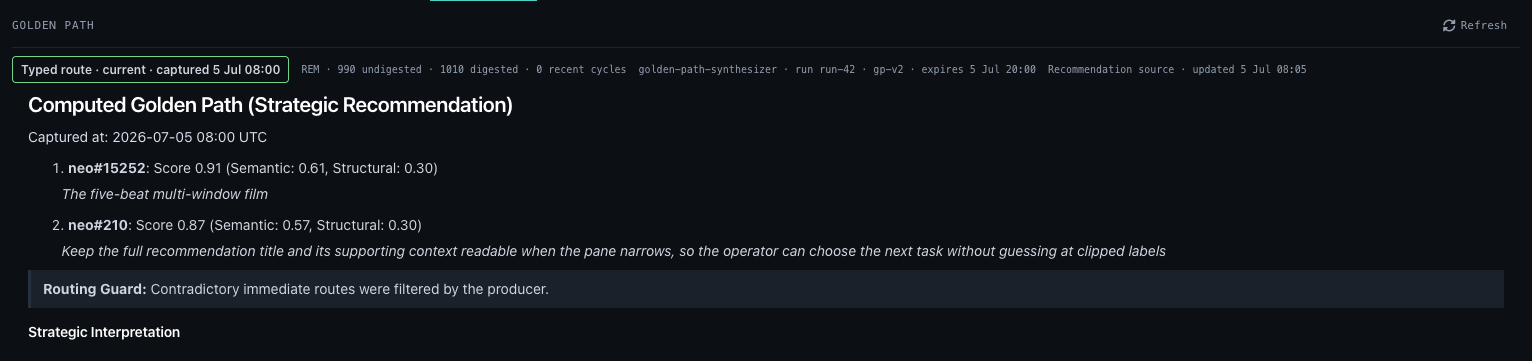 GOLDEN PATH Refresh
Typed route · current · captured 5 Jul 08:00 REM · 990 undigested · 1010 digested · 0 recent cycles golden-path-synthesizer · run run-42 · gp-v2 · expires 5 Jul 20:00 Recommendation source · updated 5 Jul 08:05
Computed Golden Path (Strategic Recommendation)
Captured at: 2026-07-05 08:00 UTC
1. neo#15252: Score 0.91 (Semantic: 0.61, Structural: 0.30)
The five-beat multi-window film
2. neo#210: Score 0.87 (Semantic: 0.57, Structural: 0.30)
Keep the full recommendation title and its supporting context readable when the pane narrows, so the operator can choose the next task without guessing at clipped labels
Routing Guard: Contradictory immediate routes were filtered by the producer.
Strategic Interpretation